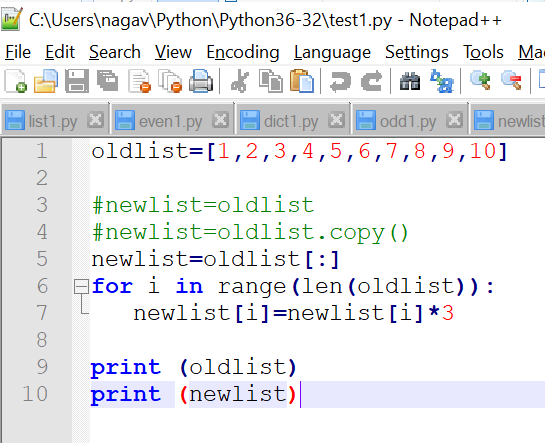 C:\Users\nagav\Python\Python36-32\test1.py - Notepad++
File Edit Search View Encoding Language Settings Tools Mac
list1.py even1.py dict1.py odd1.py newlist
1 oldlist=[1,2,3,4,5,6,7,8,9,10]
2
3 #newlist=oldlist
4 #newlist=oldlist.copy()
5 newlist=oldlist[:]
6 for i in range(len(oldlist)):
7 newlist[i]=newlist[i]*3
8
9 print (oldlist)
10 print (newlist)